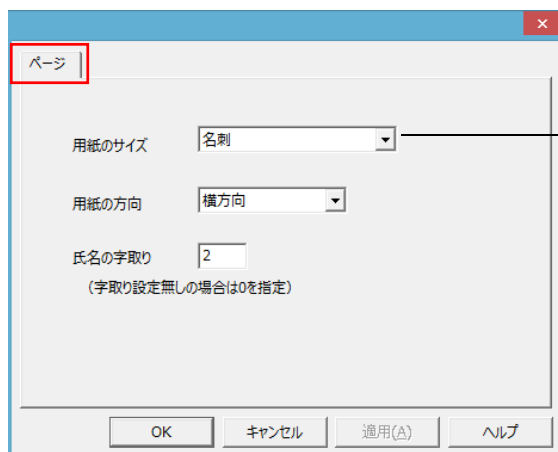 ページ
用紙のサイズ 名刺
用紙の方向 横方向
氏名の字取り 2
(字取り設定無しの場合は0を指定)
OK キャンセル 適用(A) ヘルプ